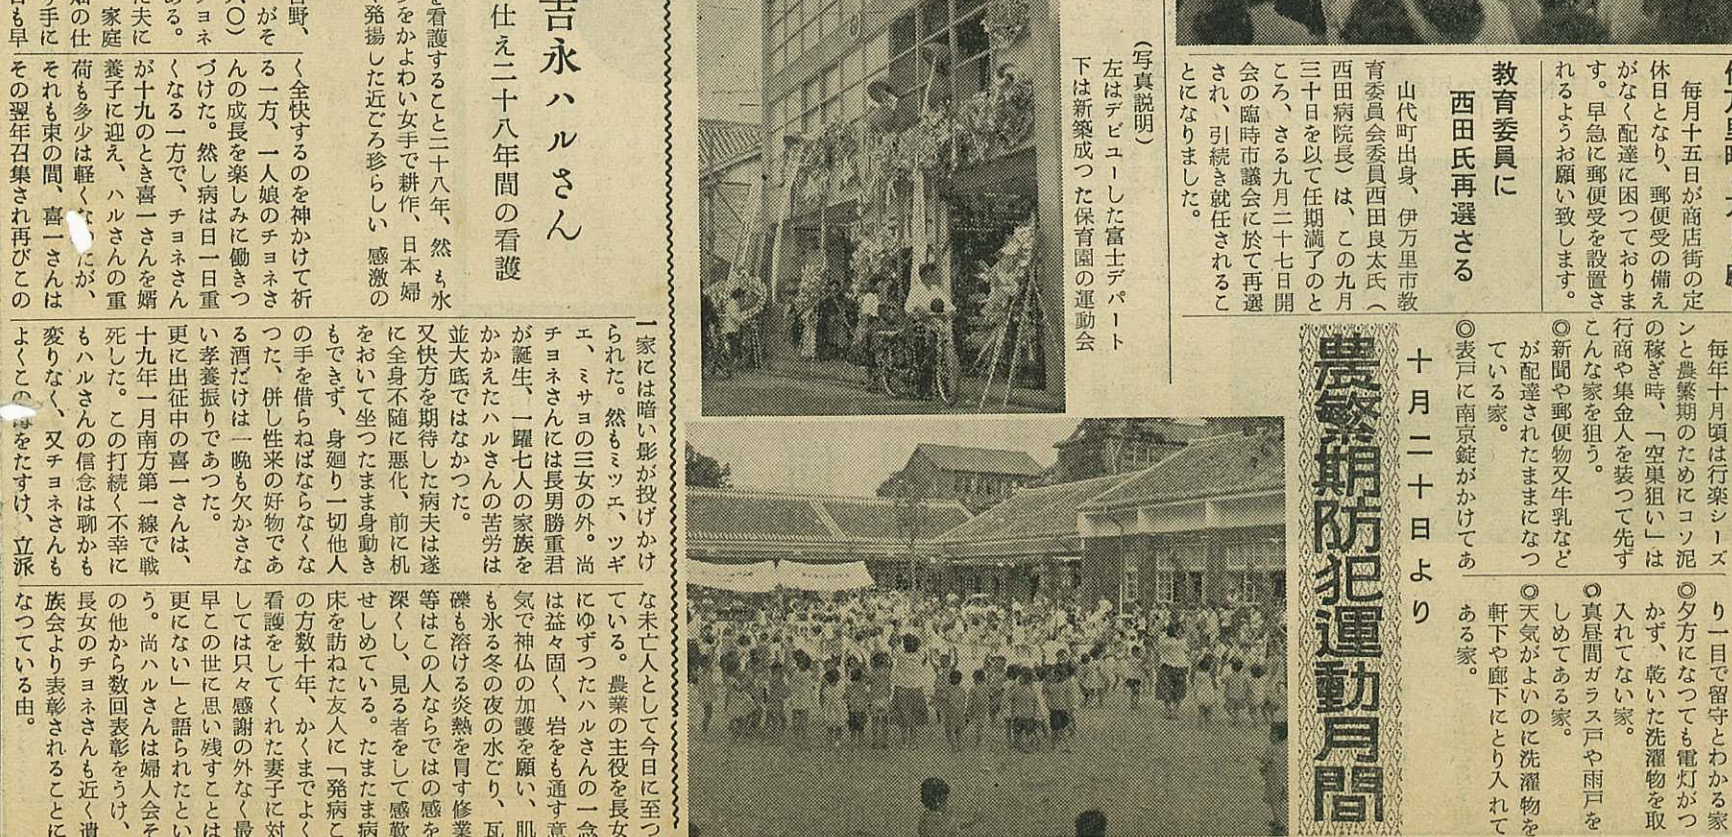 毎月十五日が商店街の定
休日となり、郵便受の備え
がなく配達に困つておりま
す。早急に郵便受を設置さ
れるようお願い致します。
教育委員に
西田氏再選さる
山代町出身、伊万里市教
育委員会委員西田良太氏（
西田病院長）は、この九月
三十日を以て任期満了のと
ころ、さる九月二十七日開
会の臨時市議会に於て再選
され、引続き就任されるこ
とになりました。
（写真説明）
左はデビユーした富士デパート
下は新築成つた保育園の運動会
十月二十日より
農繁期防犯運動月間
毎年十月頃は行楽シーズ
ンと農繁期のためにコソ泥
の稼ぎ時、「空巣狙い」は
行商や集金人を装つて先ず
こんな家を狙う。
◎新聞や郵便物又牛乳など
が配達されたままになつ
ている家。
◎表戸に南京錠がかけてあ
り一目で留守とわかる家
◎夕方になつても電灯がつ
かず、乾いた洗濯物を取
入れてない家。
◎真昼間ガラス戸や雨戸を
しめてある家。
◎天気がよいのに洗濯物を
軒下や廊下にとり入れて
ある家。
吉永ハルさん
仕え二十八年間の看護
を看護すること二十八年、然も氷
をかよわい女手で耕作、日本婦
発揚した近ごろ珍らしい感激の
く全快するのを神かけて祈
る一方、一人娘のチヨネさ
んの成長を楽しみに働きつ
づけた。然し病は日一日重
くなる一方で、チヨネさん
が十九のとき喜一さんを婿
養子に迎え、ハルさんの重
荷も多少は軽くな たが、
それも束の間、喜一さんは
その翌年召集され再びこの
一家には暗い影が投げかけ
られた。然もミツエ、ツギ
エ、ミサヨの三女の外。尚
チヨネさんには長男勝重君
が誕生、一躍七人の家族を
かかえたハルさんの苦労は
並大底ではなかつた。
又快方を期待した病夫は遂
に全身不随に悪化、前に机
をおいて坐つたまま身動き
もできず、身廻り一切他人
の手を借らねばならなくな
つた、併し性来の好物であ
る酒だけは一晩も欠かさな
い孝養振りであつた。
更に出征中の喜一さんは、
十九年一月南方第一線で戦
死した。この打続く不幸に
もハルさんの信念は聊かも
変りなく、又チヨネさんも
よくこの をたすけ、立派
な未亡人として今日に至つ
ている。農業の主役を長女
にゆずつたハルさんの一念
は益々固く、岩をも通す意
気で神仏の加護を願い、肌
も氷る冬の夜の水ごり、瓦
礫も溶ける炎熱を冒す修業
等はこの人ならではの感を
深くし、見る者をして感歎
せしめている。たまたま病
床を訪ねた友人に「発病こ
の方数十年、かくまでよく
看護をしてくれた妻子に対
しては只々感謝の外なく最
早この世に思い残すことは
更にない」と語られたとい
う。尚ハルさんは婦人会そ
の他から数回表彰をうけ、
長女のチヨネさんも近く遺
族会より表彰されることに
なつている由。